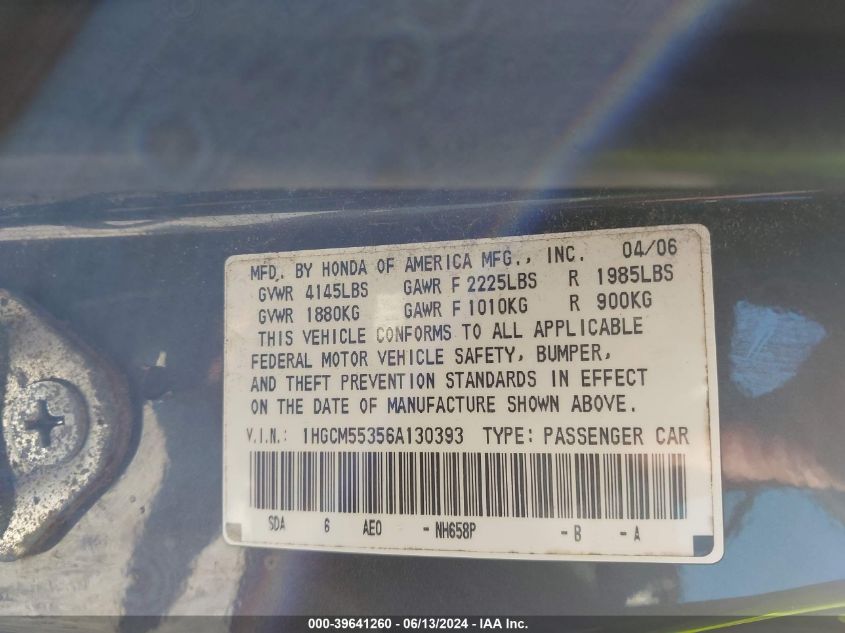 MFD. BY HONDA OF AMERICA MFG., INC. 04/06
GVWR 4145LBS GAWR F 2225LBS R 1985LBS
GVWR 1880KG GAWR F 1010KG R 900KG
THIS VEHICLE CONFORMS TO ALL APPLICABLE
FEDERAL MOTOR VEHICLE SAFETY, BUMPER,
AND THEFT PREVENTION STANDARDS IN EFFECT
ON THE DATE OF MANUFACTURE SHOWN ABOVE.
V.I.N.: 1HGCM55356A130393 TYPE: PASSENGER CAR
SDA 6 AEO - NH658P - B - A
000-39641260 - 06/13/2024 - IAA Inc.